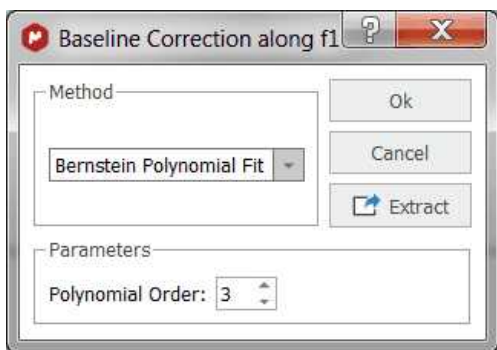 Baseline Correction along f1
Method
Bernstein Polynomial Fit
Ok
Cancel
Extract
Parameters
Polynomial Order: 3